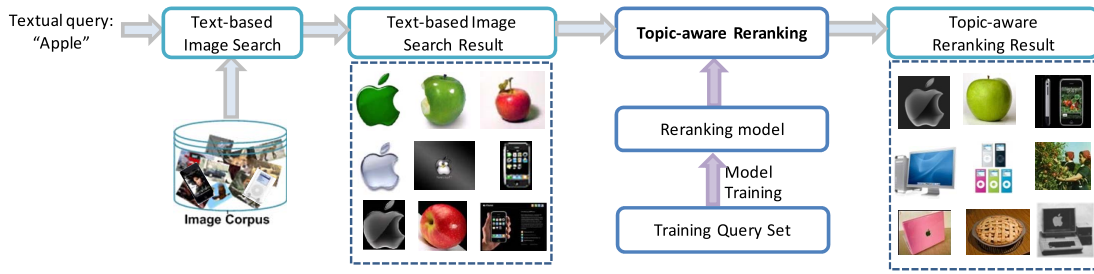 Textual query:
“Apple”
Text-based
Image Search
Text-based Image
Search Result
Topic-aware Reranking
Topic-aware
Reranking Result
Reranking model
Model
Training
Training Query Set
Image Corpus